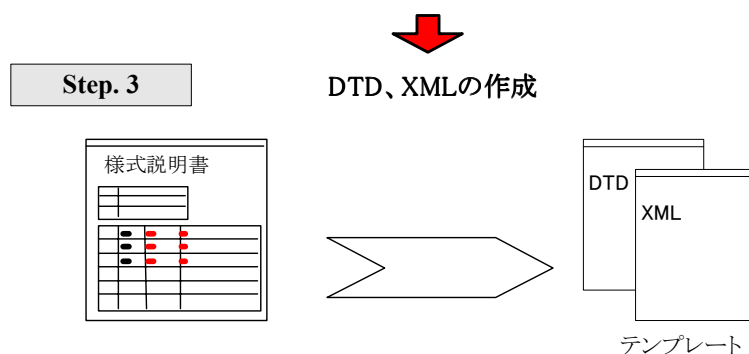 Step. 3
DTD、XMLの作成
様式説明書
DTD
XML
テンプレート